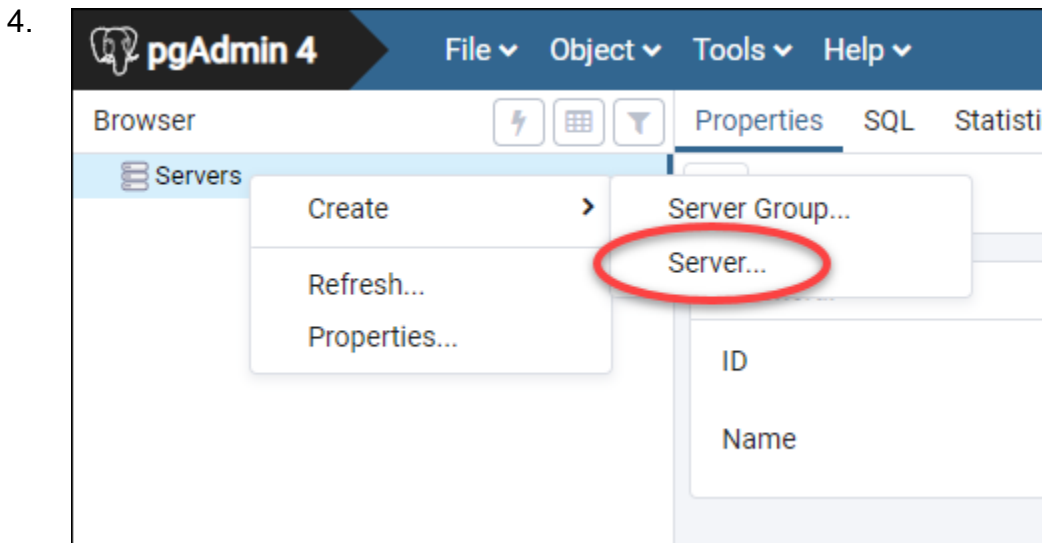 4.
pgAdmin 4 File Object Tools Help
Browser Properties SQL Statisti
Servers
Create Server Group...
Server...
Refresh...
Properties...
ID
Name